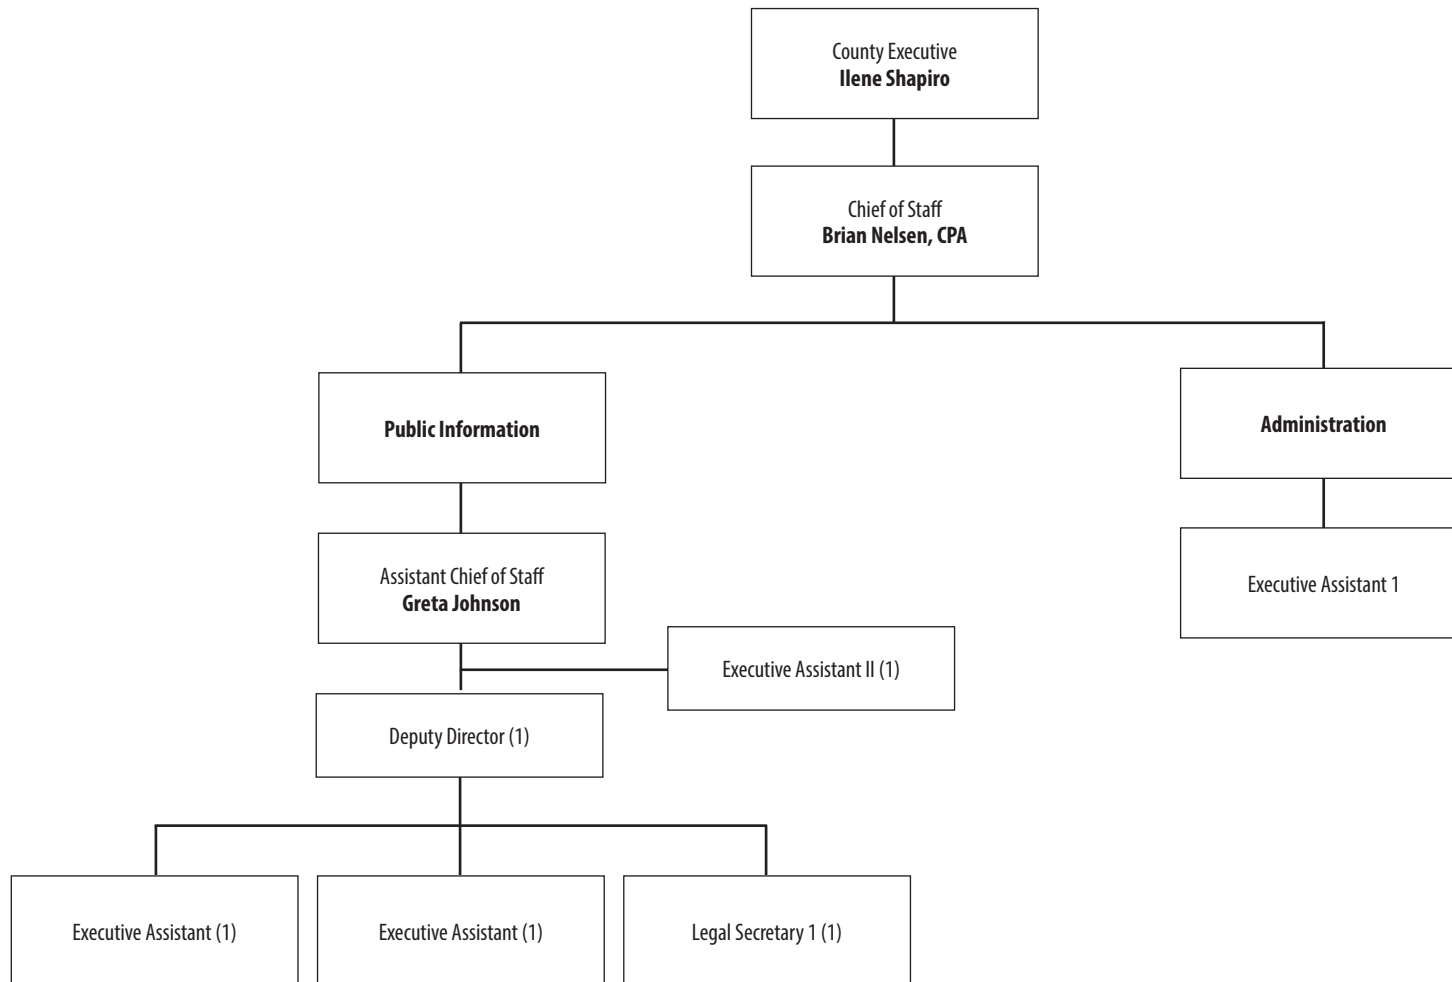 County Executive
Ilene Shapiro
Chief of Staff
Brian Nelsen, CPA
Public Information
Administration
Assistant Chief of Staff
Greta Johnson
Executive Assistant 1
Executive Assistant II (1)
Deputy Director (1)
Executive Assistant (1)
Executive Assistant (1)
Legal Secretary 1 (1)